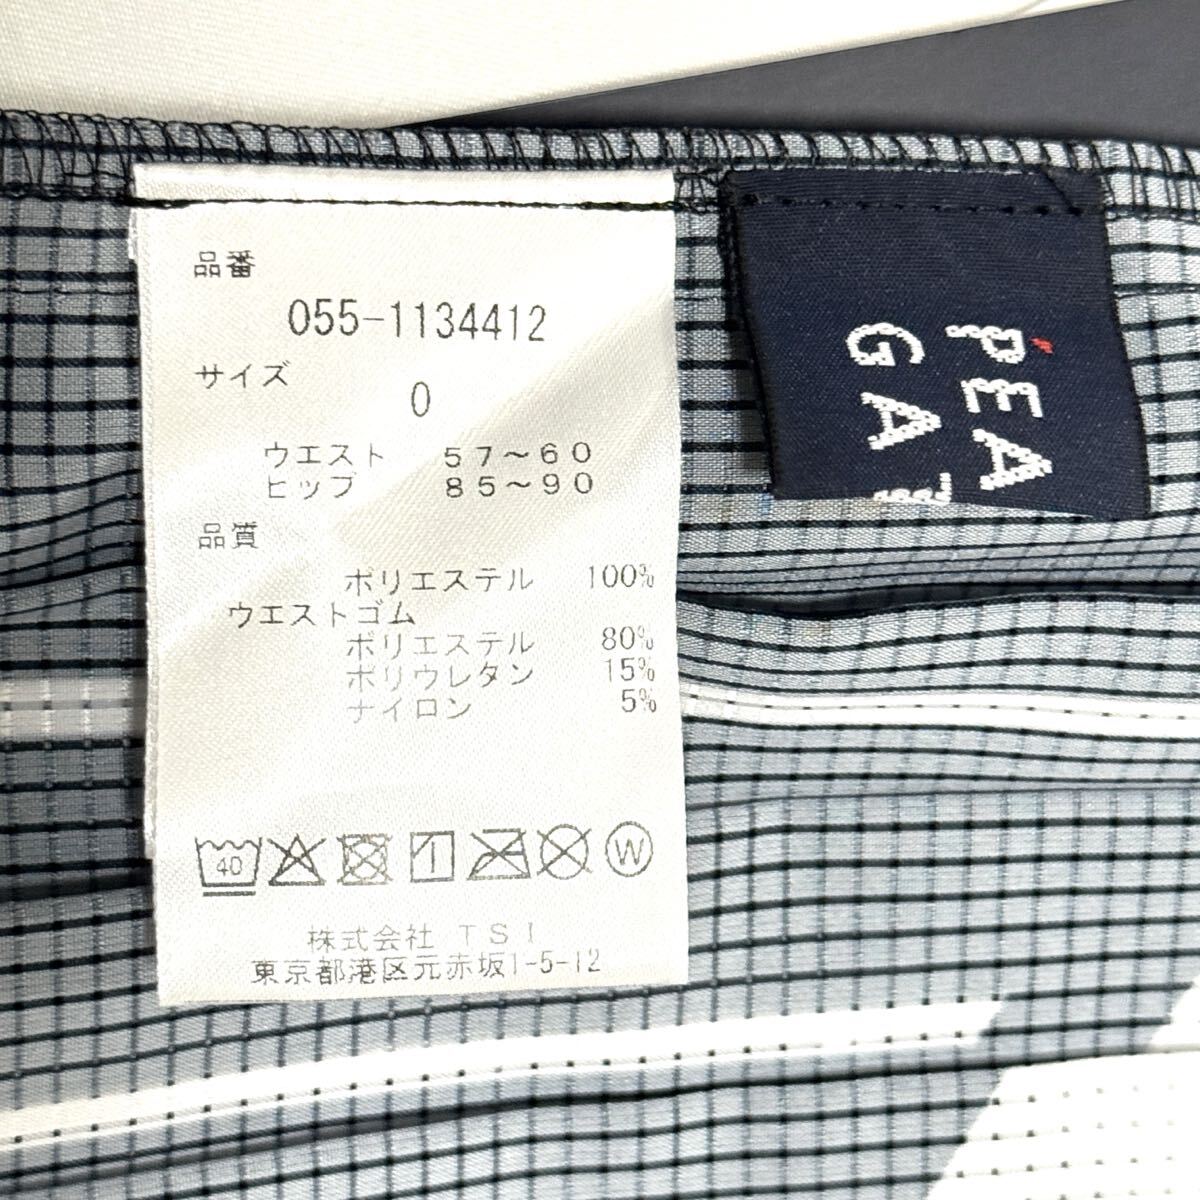 品番
055-1134412
サイズ
0
ウエスト 57～60
ヒップ 85～90
品質
ポリエステル 100%
ウエストゴム
ポリエステル 80%
ポリウレタン 15%
ナイロン 5%
40
W
株式会社 TSI
東京都港区元赤坂1-5-12
PEA
GA